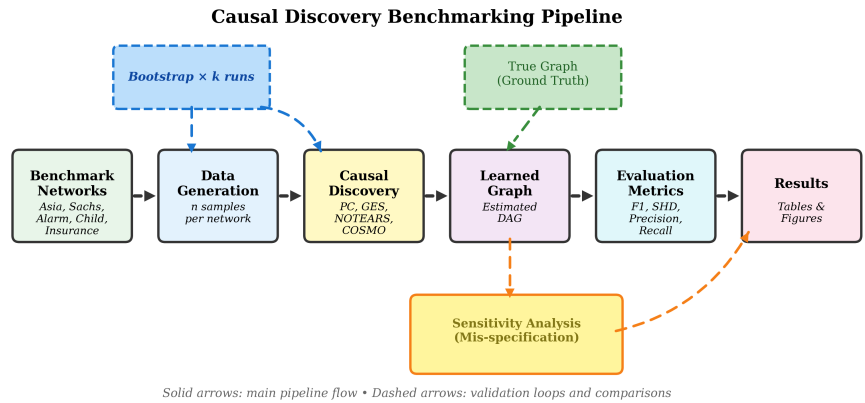 Causal Discovery Benchmarking Pipeline
Bootstrap × k runs
True Graph
(Ground Truth)
Benchmark
Networks
Asia, Sachs,
Alarm, Child,
Insurance
Data
Generation
n samples
per network
Causal
Discovery
PC, GES,
NOTEARS,
COSMO
Learned
Graph
Estimated
DAG
Evaluation
Metrics
F1, SHD,
Precision,
Recall
Results
Tables &
Figures
Sensitivity Analysis
(Mis-specification)
Solid arrows: main pipeline flow • Dashed arrows: validation loops and comparisons